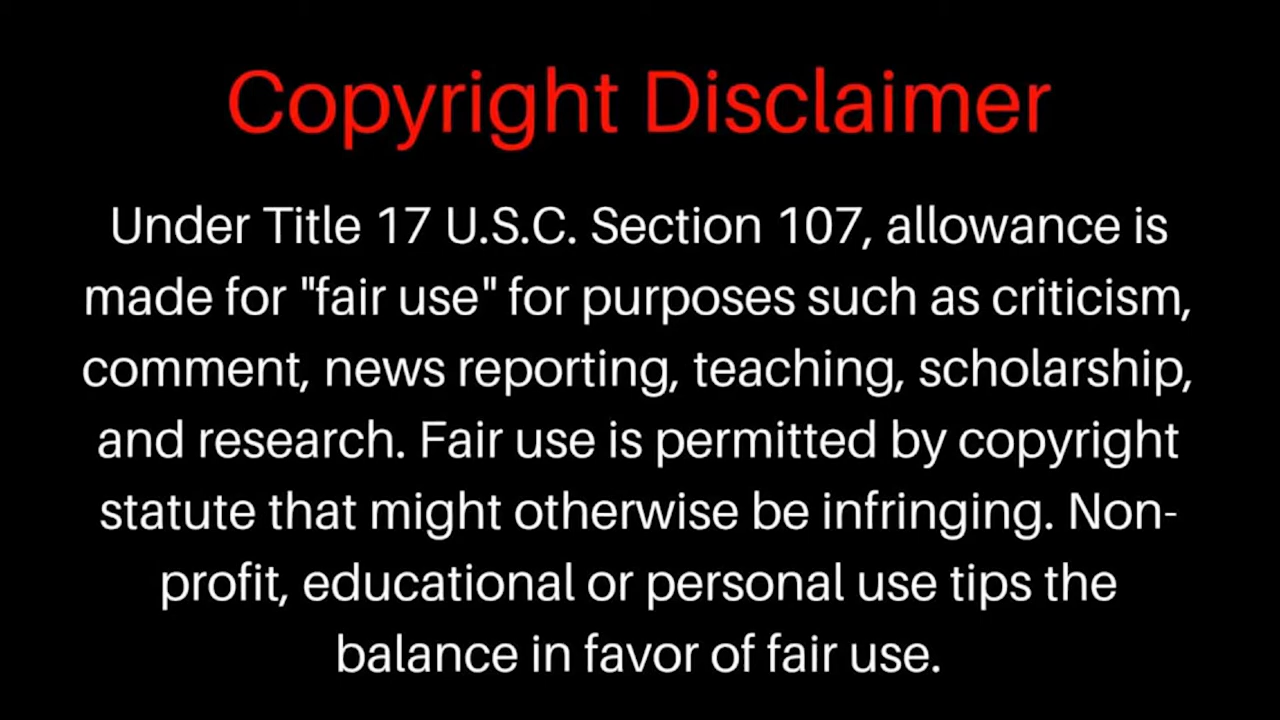 Copyright Disclaimer
Under Title 17 U.S.C. Section 107, allowance is
made for "fair use" for purposes such as criticism,
comment, news reporting, teaching, scholarship,
and research. Fair use is permitted by copyright
statute that might otherwise be infringing. Non-
profit, educational or personal use tips the
balance in favor of fair use.